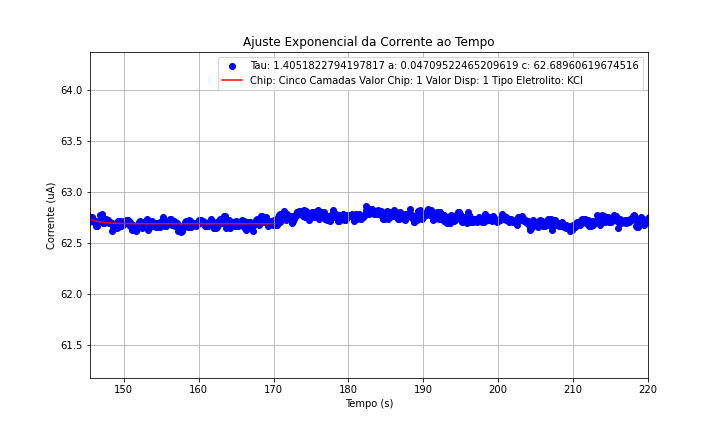 Ajuste Exponencial da Corrente ao Tempo
Tau: 1.4051822794197817 a: 0.04709522465209619 c: 62.68960619674516
Chip: Cinco Camadas Valor Chip: 1 Valor Disp: 1 Tipo Eletrolito: KCl
Corrente (uA)
64.0
63.5
63.0
62.5
62.0
61.5
150 160 170 180 190 200 210 220
Tempo (s)